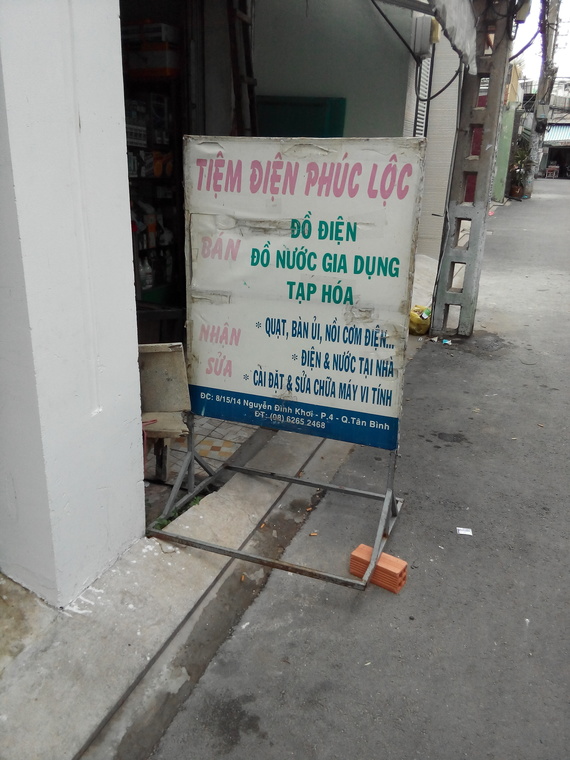 TIỆM ĐIỆN PHÚC LỘC
BÁN
ĐỒ ĐIỆN
ĐỒ NƯỚC GIA DỤNG
TẠP HÓA
NHẬN
SỬA
* QUẠT, BÀN ỦI, NỒI CƠM ĐIỆN...
* ĐIỆN & NƯỚC TẠI NHÀ
* CÀI ĐẶT & SỬA CHỮA MÁY VI TÍNH
ĐC: 8/15/14 Nguyễn Đình Khơi - P.4 - Q.Tân Bình
ĐT: (08) 6265 2468